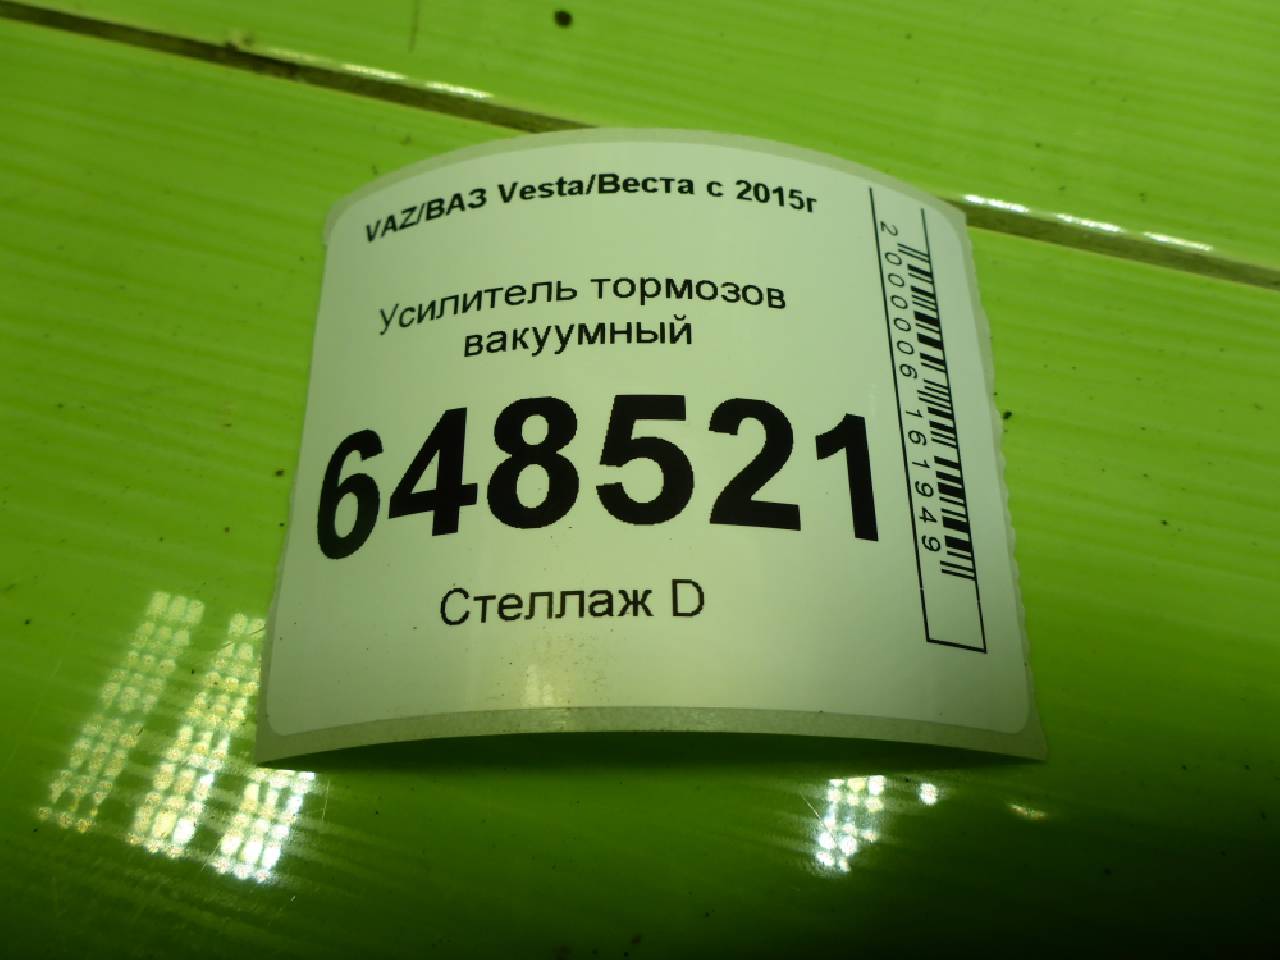 VAZ/ВАЗ Vesta/Веста с 2015г
Усилитель тормозов
вакуумный
648521
Стеллаж D
2000006161949